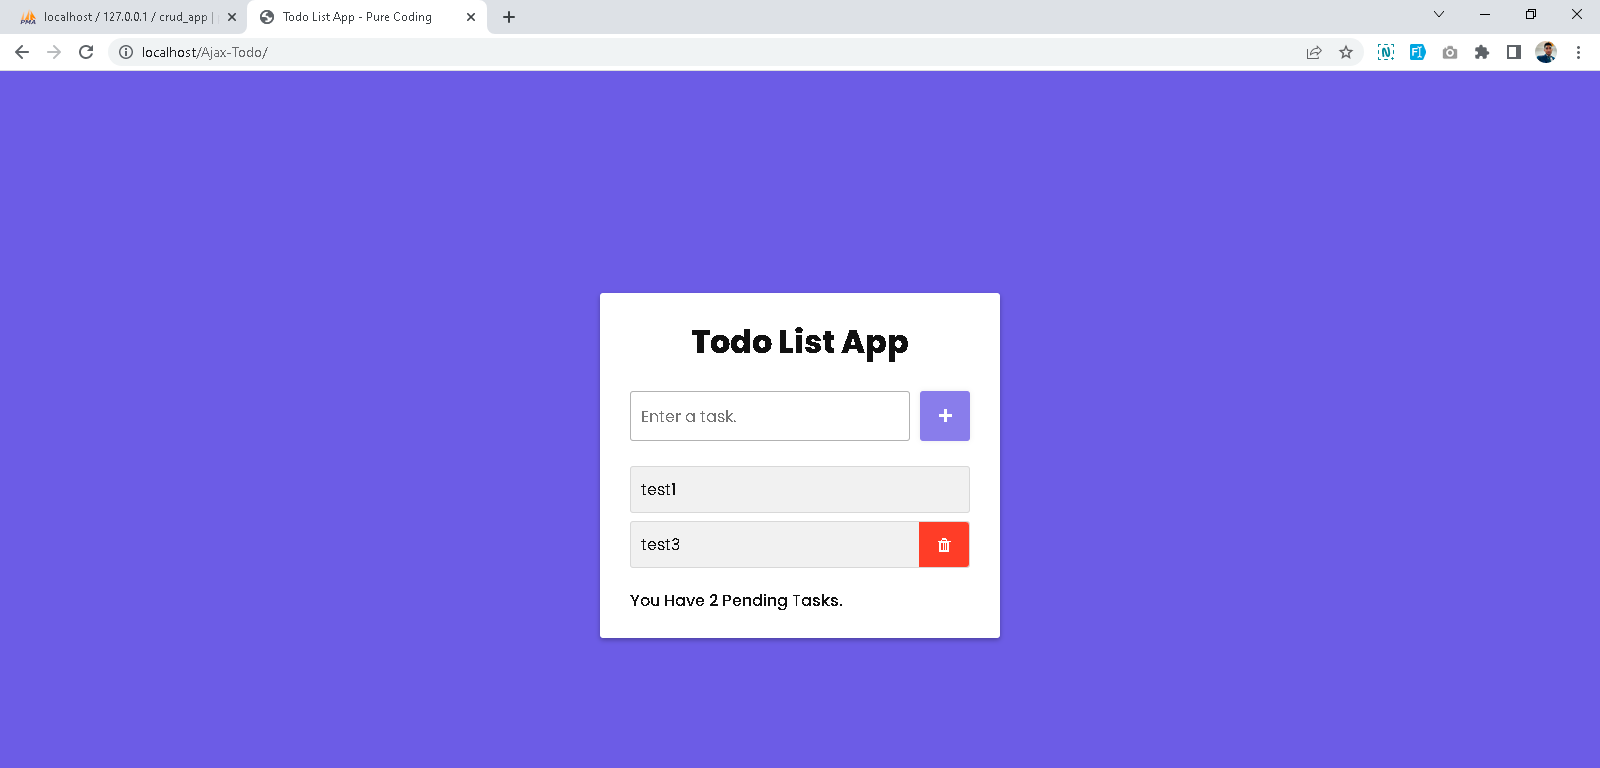 PMA
localhost / 127.0.0.1 / crud_app |
Todo List App - Pure Coding
localhost/Ajax-Todo/
Todo List App
Enter a task.
test1
test3
You Have 2 Pending Tasks.